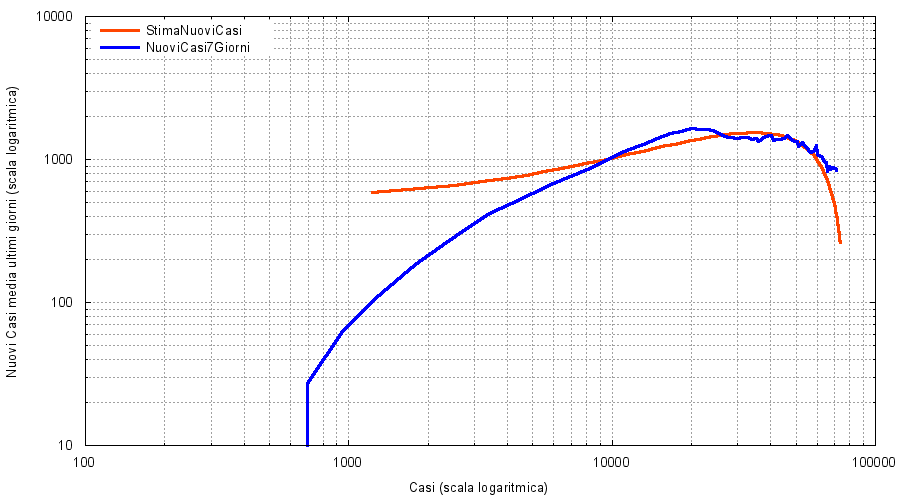 10000
StimaNuoviCasi
NuoviCasi7Giorni
1000
100
10
Nuovi Casi media ultimi giorni (scala logaritmica)
100
1000
10000
100000
Casi (scala logaritmica)